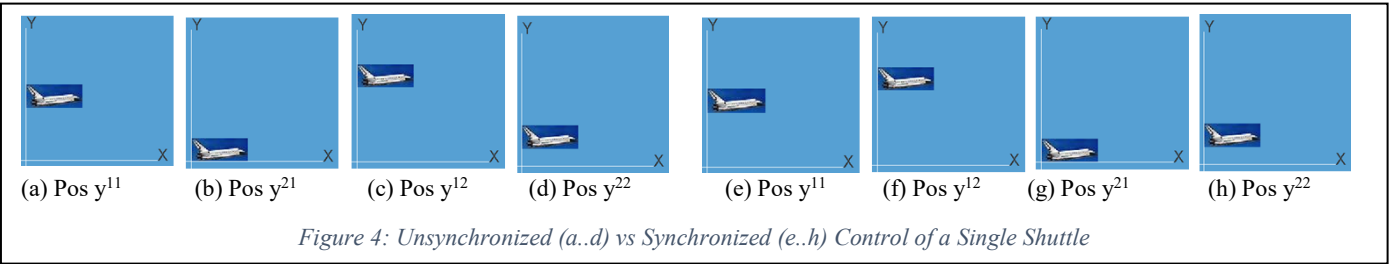 Y Y Y Y Y Y Y Y
X X X X X X X X
(a) Pos y¹¹ (b) Pos y²¹ (c) Pos y¹² (d) Pos y²² (e) Pos y¹¹ (f) Pos y¹² (g) Pos y²¹ (h) Pos y²²
Figure 4: Unsynchronized (a..d) vs Synchronized (e..h) Control of a Single Shuttle